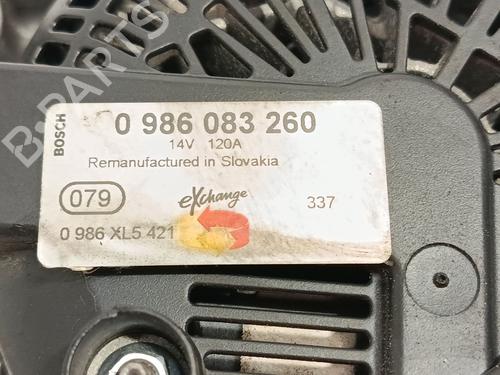 BOSCH
0 986 083 260
14V 120A
Remanufactured in Slovakia
079
eXchange
337
0 986 XL5 421
B-Parts